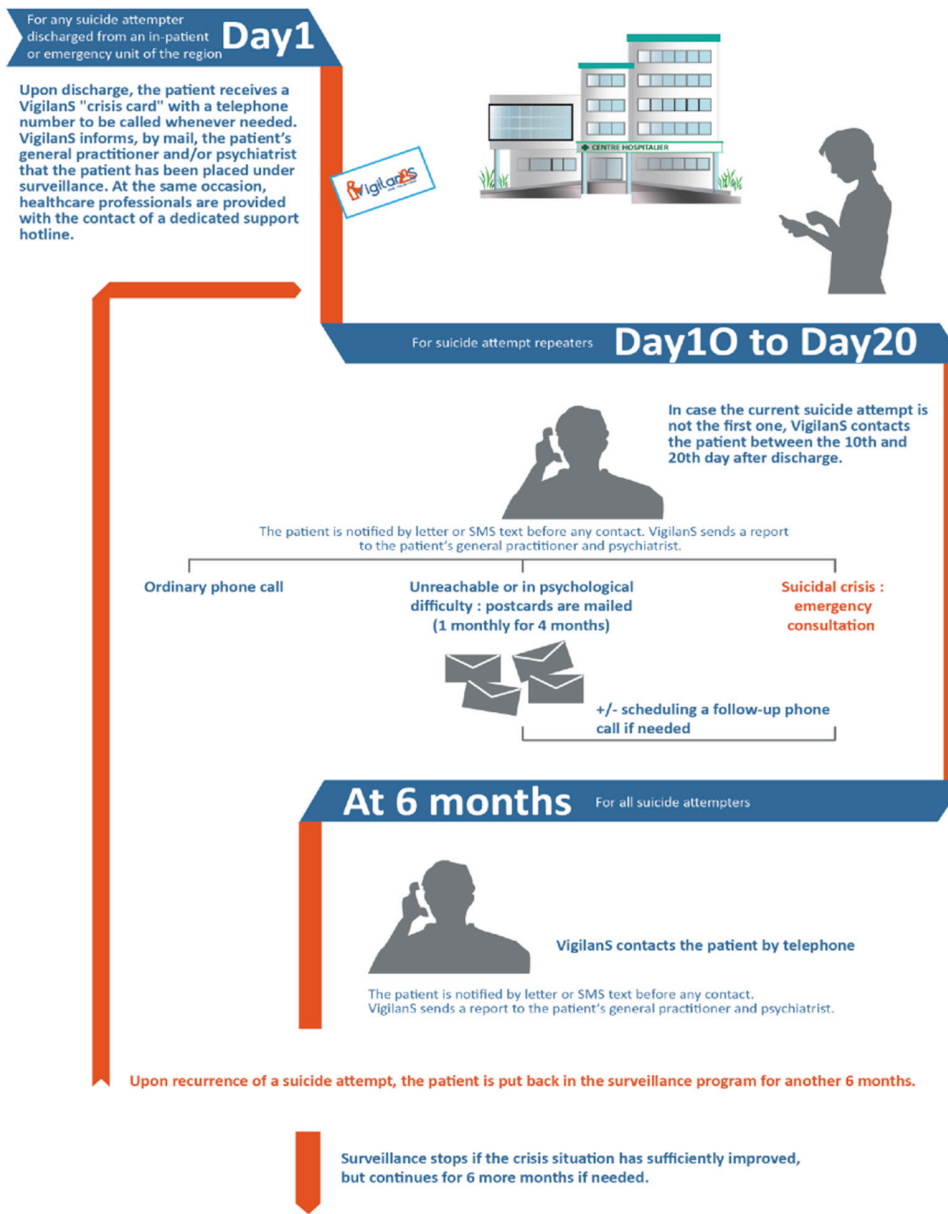 For any suicide attempter
discharged from an in-patient
or emergency unit of the region
Day1
Upon discharge, the patient receives a
VigilanS "crisis card" with a telephone
number to be called whenever needed.
VigilanS informs, by mail, the patient's
general practitioner and/or psychiatrist
that the patient has been placed under
surveillance. At the same occasion,
healthcare professionals are provided
with the contact of a dedicated support
hotline.
VigilanS
CENTRE HOSPITALIER
For suicide attempt repeaters
Day1O to Day20
In case the current suicide attempt is
not the first one, VigilanS contacts
the patient between the 10th and
20th day after discharge.
The patient is notified by letter or SMS text before any contact. VigilanS sends a report
to the patient's general practitioner and psychiatrist.
Ordinary phone call
Unreachable or in psychological
difficulty : postcards are mailed
(1 monthly for 4 months)
Suicidal crisis :
emergency
consultation
+/- scheduling a follow-up phone
call if needed
At 6 months
For all suicide attempters
VigilanS contacts the patient by telephone
The patient is notified by letter or SMS text before any contact.
VigilanS sends a report to the patient's general practitioner and psychiatrist.
Upon recurrence of a suicide attempt, the patient is put back in the surveillance program for another 6 months.
Surveillance stops if the crisis situation has sufficiently improved,
but continues for 6 more months if needed.